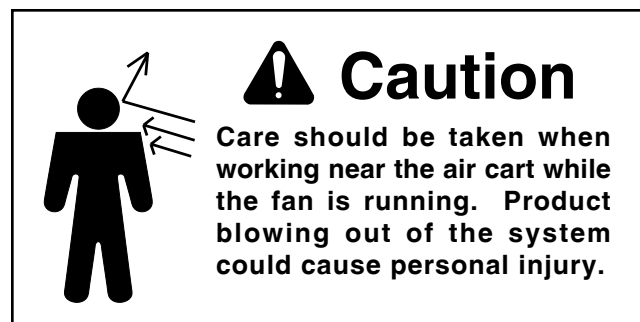 Caution
Care should be taken when
working near the air cart while
the fan is running. Product
blowing out of the system
could cause personal injury.